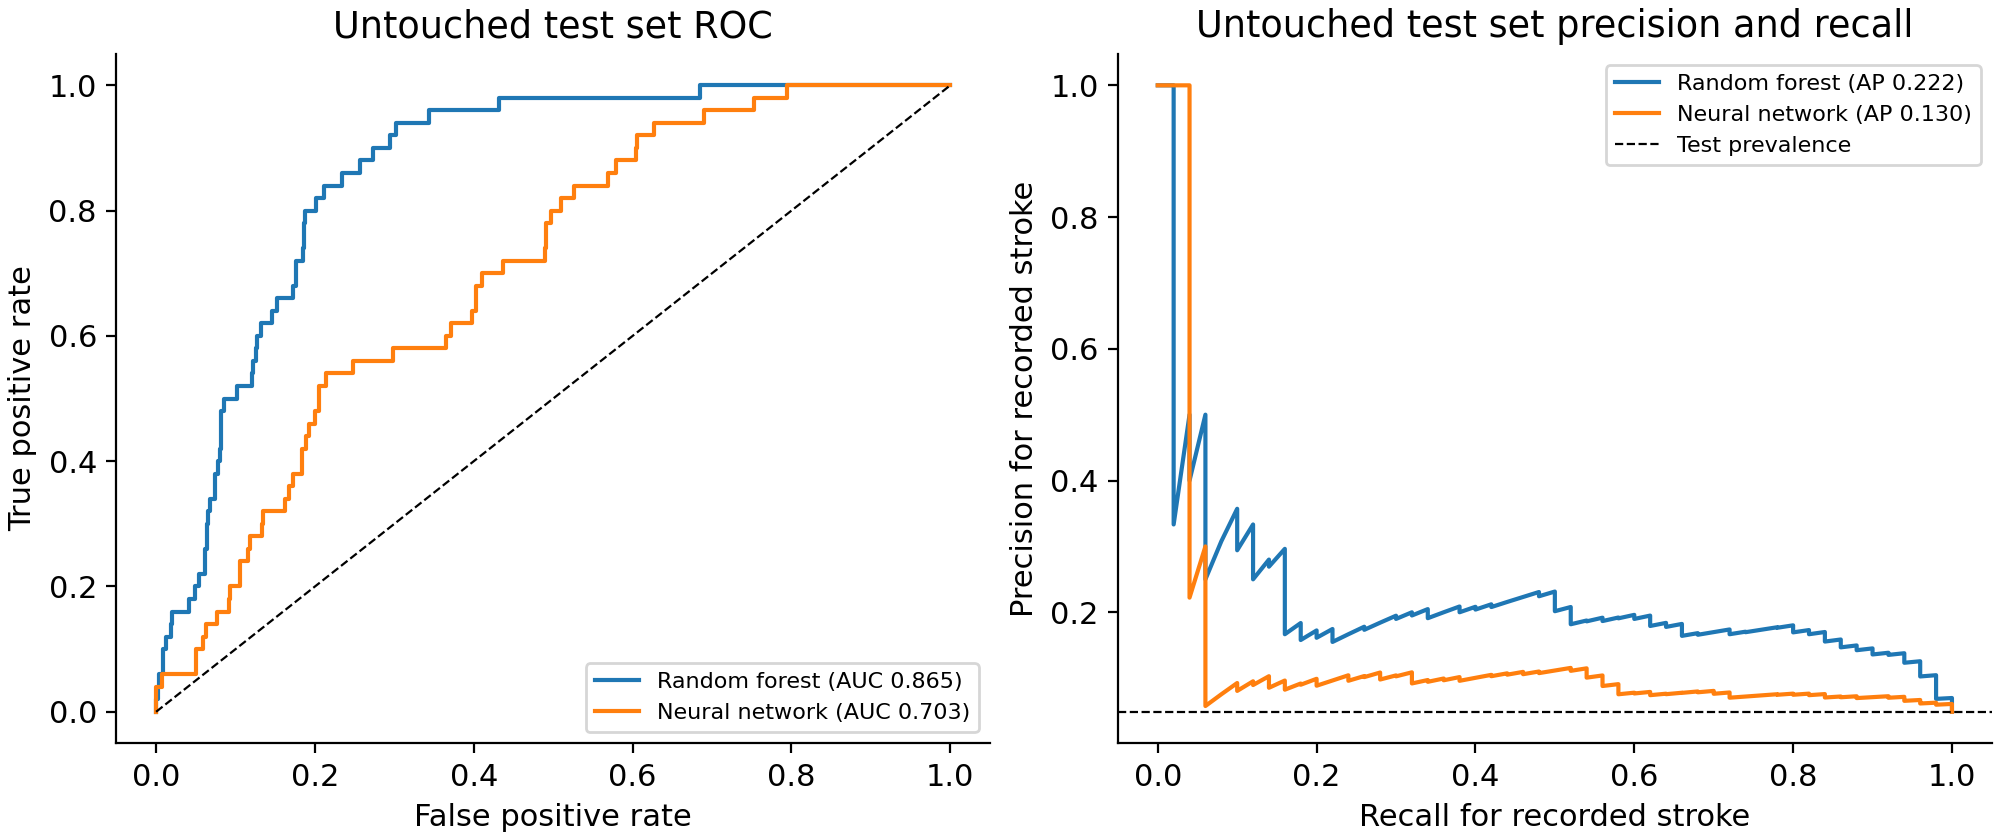 Untouched test set ROC
True positive rate
1.0
0.8
0.6
0.4
0.2
0.0
0.0 0.2 0.4 0.6 0.8 1.0
False positive rate
Random forest (AUC 0.865)
Neural network (AUC 0.703)
Untouched test set precision and recall
Precision for recorded stroke
1.0
0.8
0.6
0.4
0.2
0.0 0.2 0.4 0.6 0.8 1.0
Recall for recorded stroke
Random forest (AP 0.222)
Neural network (AP 0.130)
Test prevalence